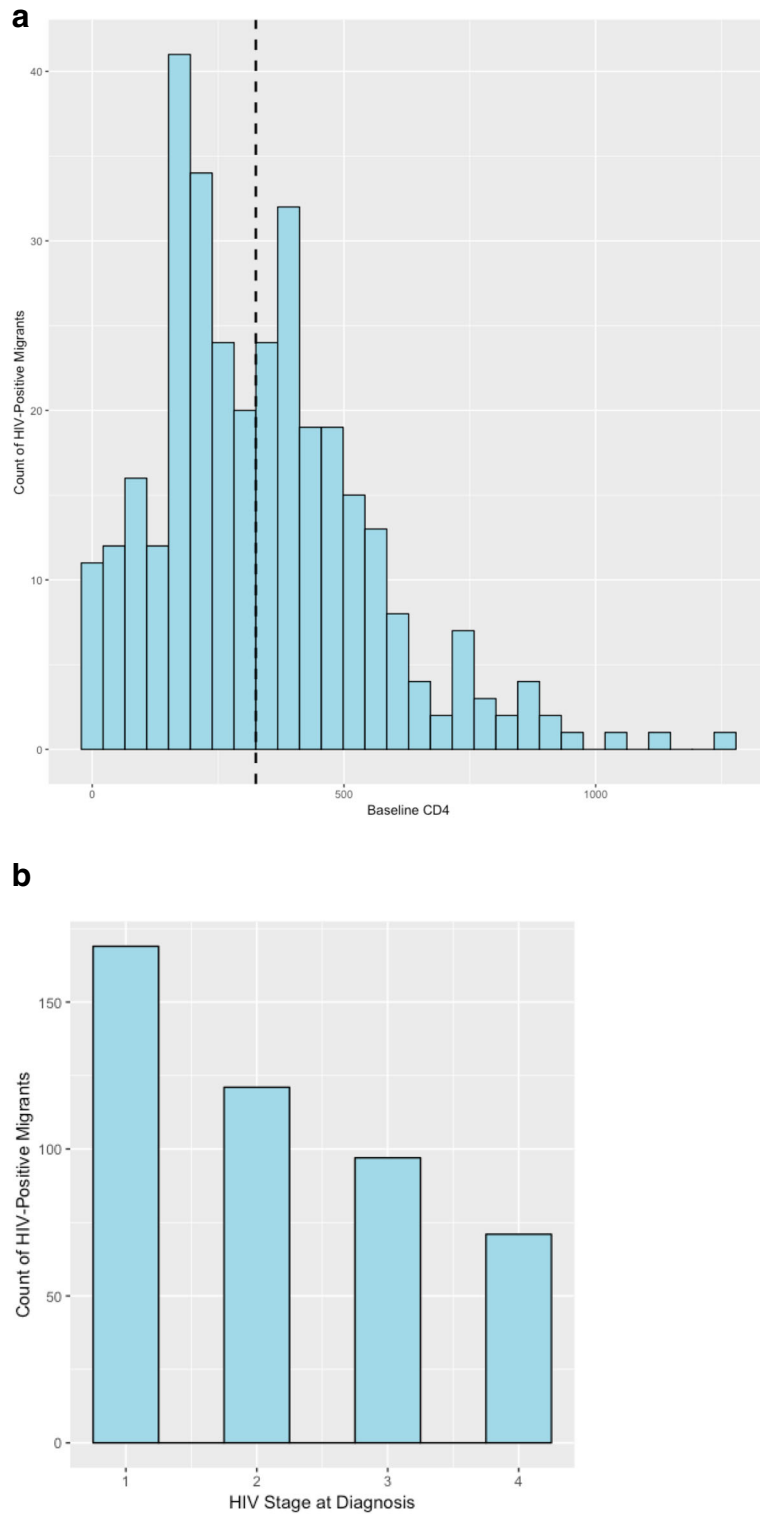 a
40
30
20
10
0
Count of HIV-Positive Migrants
0 500 1000
Baseline CD4
b
150
100
50
0
Count of HIV-Positive Migrants
1 2 3 4
HIV Stage at Diagnosis